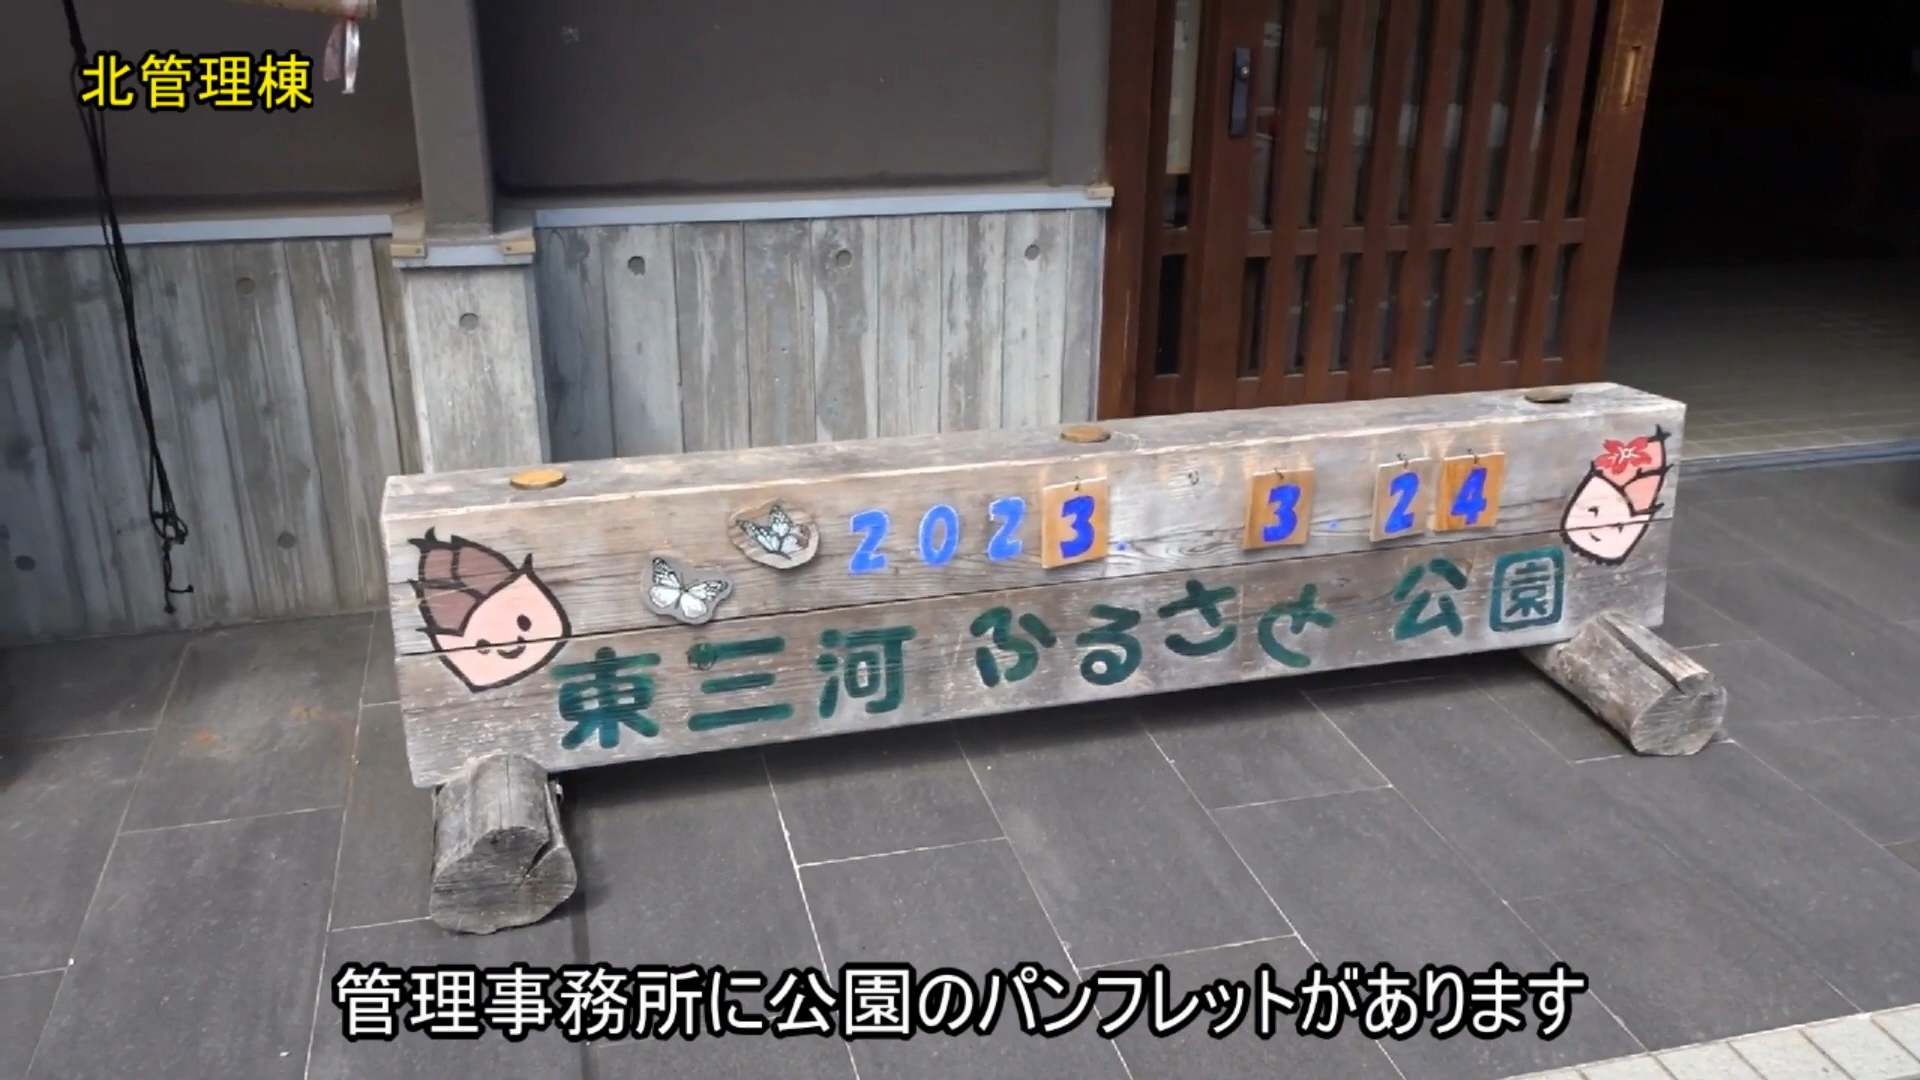 北管理棟
2023. 3. 24
東三河 ふるさと 公園
管理事務所に公園のパンフレットがあります